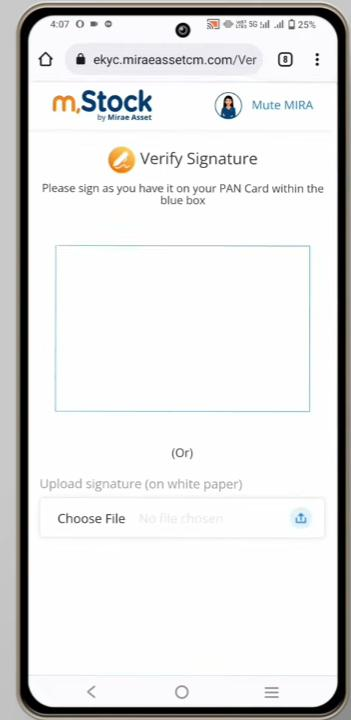 4:07
5G
25%
ekyc.miraeassetcm.com/Ver
8
m.Stock
by Mirae Asset
Mute MIRA
Verify Signature
Please sign as you have it on your PAN Card within the
blue box
(Or)
Upload signature (on white paper)
Choose File No file chosen